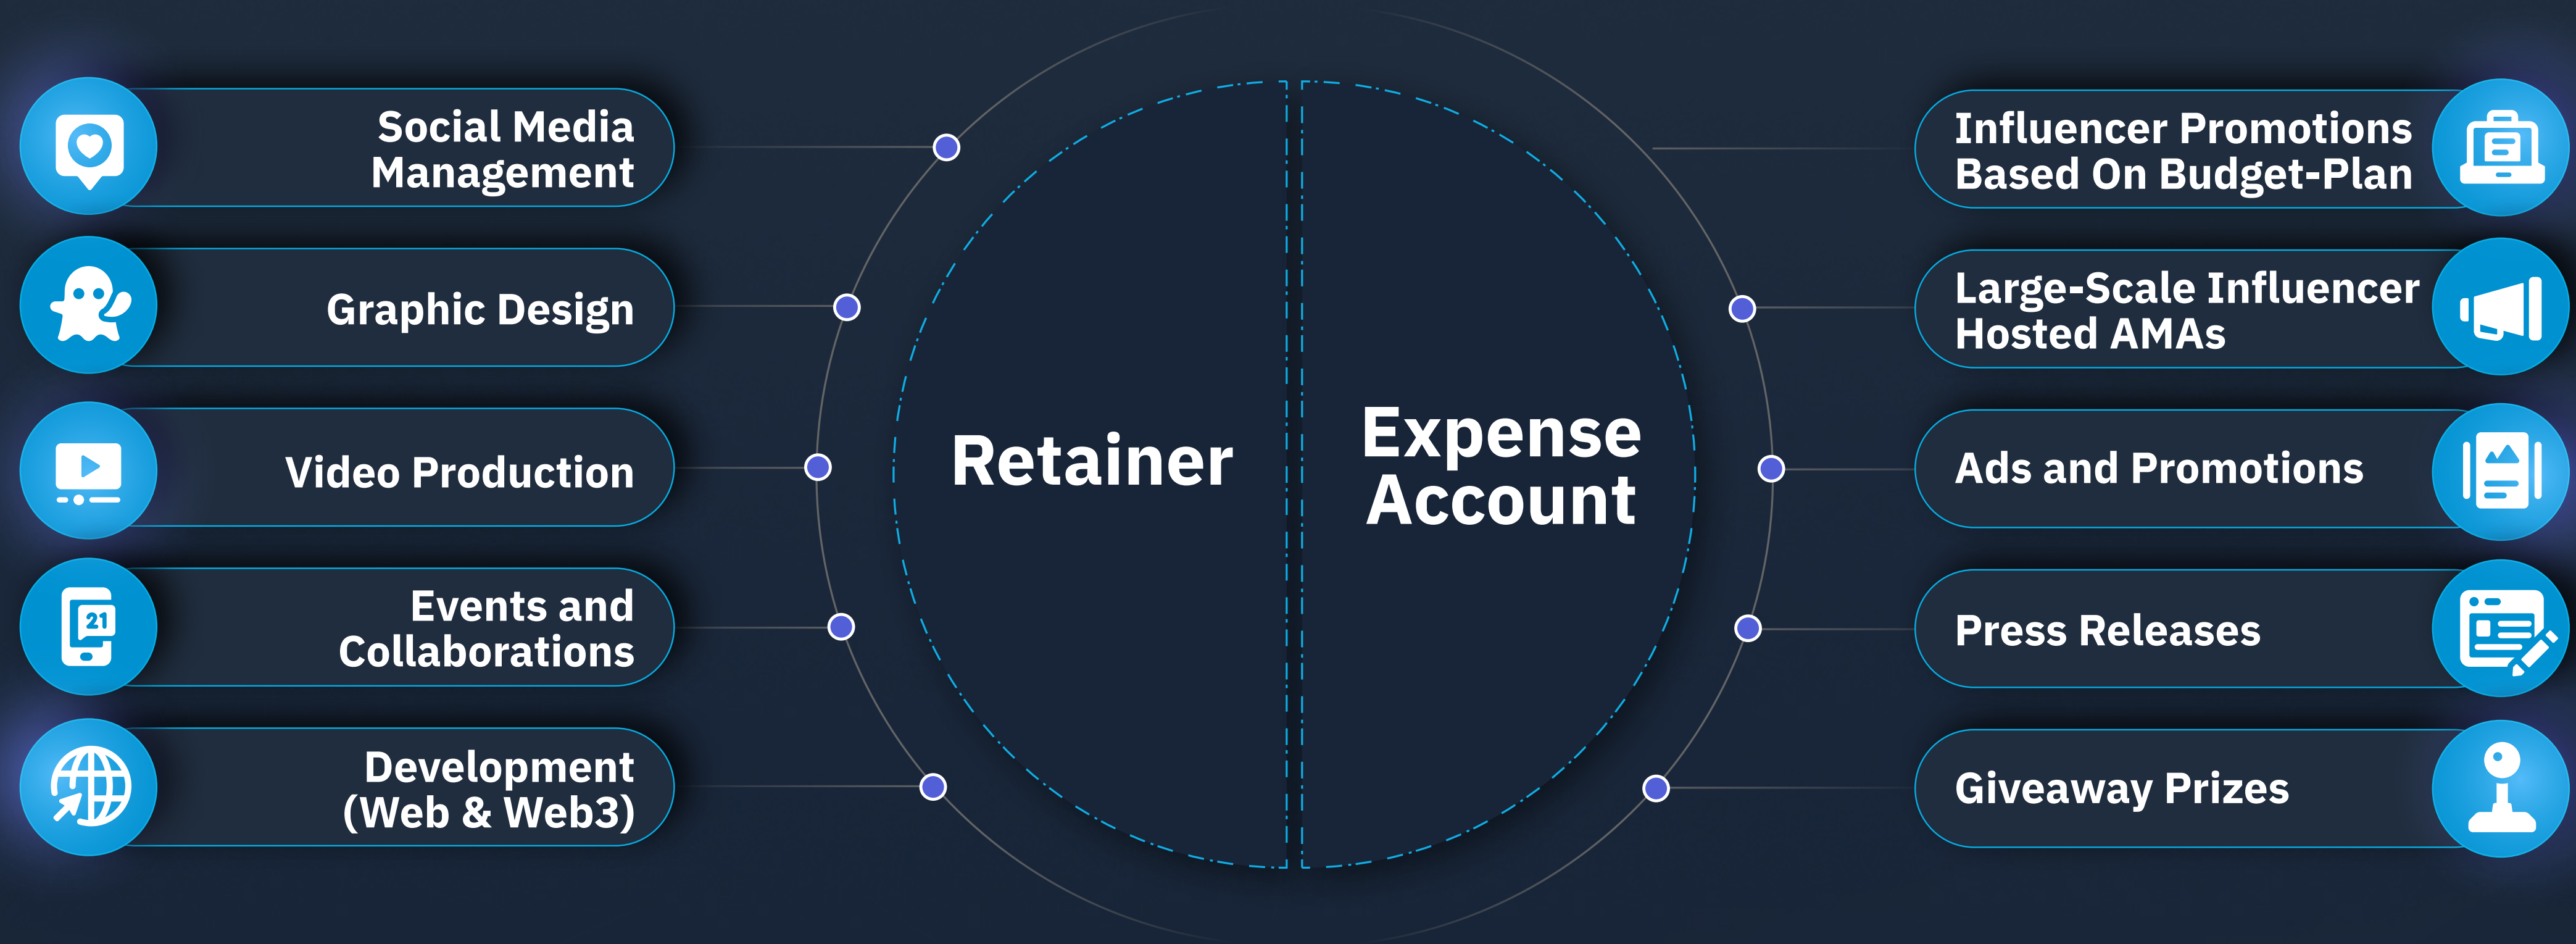 Social Media
Management
Graphic Design
Video Production
21
Events and
Collaborations
Development
(Web & Web3)
Retainer
Expense
Account
Influencer Promotions
Based On Budget-Plan
Large-Scale Influencer
Hosted AMAs
Ads and Promotions
Press Releases
Giveaway Prizes